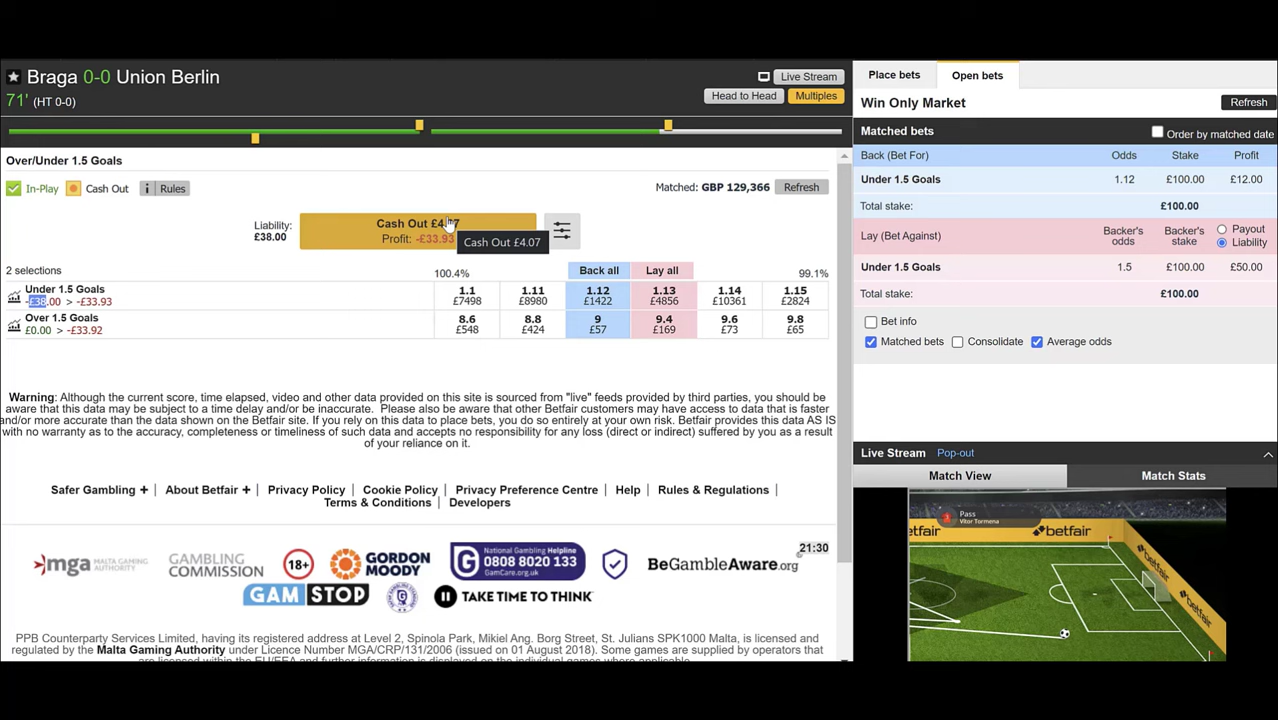 Braga 0-0 Union Berlin
71' (HT 0-0)
Live Stream
Head to Head
Multiples
Over/Under 1.5 Goals
In-Play Cash Out i Rules
Matched: GBP 129,366 Refresh
Liability:
£38.00
Cash Out £4.07
Profit: -£33.93
Cash Out £4.07
2 selections 100.4% Back all Lay all 99.1%
Under 1.5 Goals 1.1 1.11 1.12 1.13 1.14 1.15
-£38.00 > -£33.93 £7498 £8980 £1422 £4856 £10361 £2824
Over 1.5 Goals 8.6 8.8 9 9.4 9.6 9.8
£0.00 > -£33.92 £548 £424 £57 £169 £73 £65
Warning: Although the current score, time elapsed, video and other data provided on this site is sourced from "live" feeds provided by third parties, you should be
aware that this data may be subject to a time delay and/or be inaccurate. Please also be aware that other Betfair customers may have access to data that is faster
and/or more accurate than the data shown on the Betfair site. If you rely on this data to place bets, you do so entirely at your own risk. Betfair provides this data AS IS
with no warranty as to the accuracy, completeness or timeliness of such data and accepts no responsibility for any loss (direct or indirect) suffered by you as a result
of your reliance on it.
Safer Gambling + About Betfair + Privacy Policy Cookie Policy Privacy Preference Centre Help Rules & Regulations
Terms & Conditions Developers
21:30
mga MALTA GAMING AUTHORITY
GAMBLING COMMISSION
18+
GORDON MOODY
National Gambling Helpline
0808 8020 133
GamCare.org.uk
BeGambleAware.org
GAMSTOP
TAKE TIME TO THINK
PPB Counterparty Services Limited, having its registered address at Level 2, Spinola Park, Mikiel Ang. Borg Street, St. Julians SPK1000 Malta, is licensed and
regulated by the Malta Gaming Authority under Licence Number MGA/CRP/131/2006 (issued on 01 August 2018). Some games are supplied by operators that
Place bets Open bets
Win Only Market Refresh
Matched bets Order by matched date
Back (Bet For) Odds Stake Profit
Under 1.5 Goals 1.12 £100.00 £12.00
Total stake: £100.00
Lay (Bet Against) Backer's odds Backer's stake Payout Liability
Under 1.5 Goals 1.5 £100.00 £50.00
Total stake: £100.00
Bet info
Matched bets Consolidate Average odds
Live Stream Pop-out
Match View Match Stats
Pass
Vitor Tormena
betfair betfair
betfair
betfair